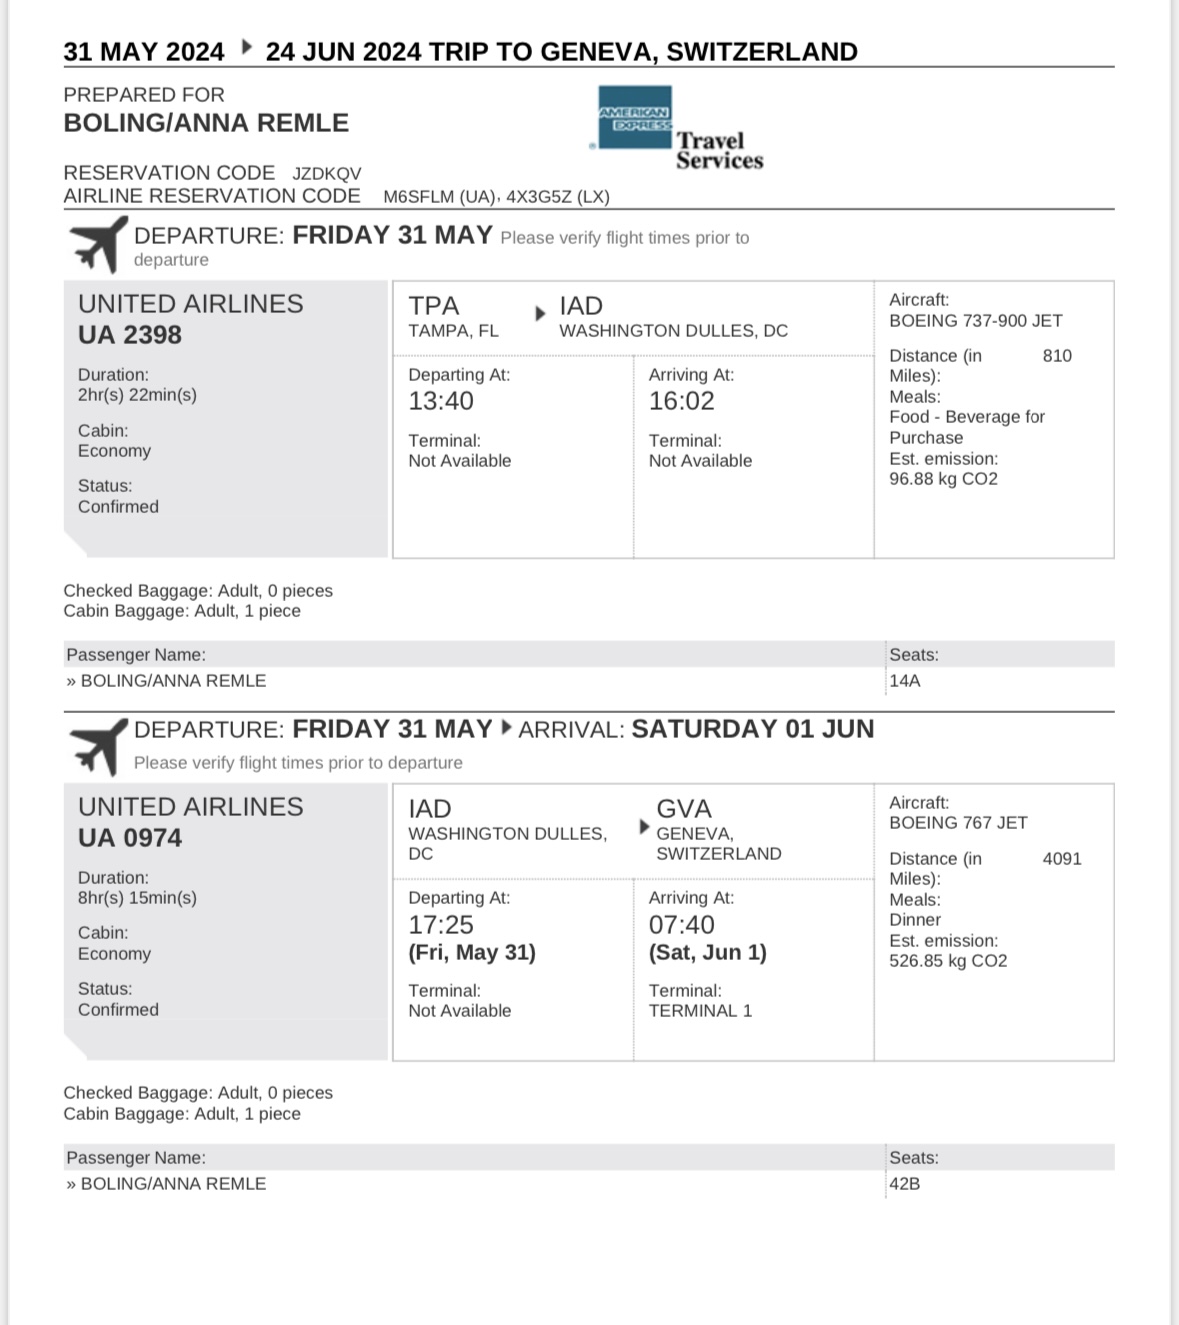 31 MAY 2024 ▸ 24 JUN 2024 TRIP TO GENEVA, SWITZERLAND
PREPARED FOR
BOLING/ANNA REMLE
AMERICAN
EXPRESS
®
Travel
Services
RESERVATION CODE JZDKQV
AIRLINE RESERVATION CODE M6SFLM (UA), 4X3G5Z (LX)
DEPARTURE: FRIDAY 31 MAY Please verify flight times prior to
departure
UNITED AIRLINES
UA 2398
Duration:
2hr(s) 22min(s)
Cabin:
Economy
Status:
Confirmed
TPA ▸ IAD
TAMPA, FL WASHINGTON DULLES, DC
Departing At: Arriving At:
13:40 16:02
Terminal: Terminal:
Not Available Not Available
Aircraft:
BOEING 737-900 JET
Distance (in 810
Miles):
Meals:
Food - Beverage for
Purchase
Est. emission:
96.88 kg CO2
Checked Baggage: Adult, 0 pieces
Cabin Baggage: Adult, 1 piece
Passenger Name: Seats:
» BOLING/ANNA REMLE 14A
DEPARTURE: FRIDAY 31 MAY ▸ ARRIVAL: SATURDAY 01 JUN
Please verify flight times prior to departure
UNITED AIRLINES
UA 0974
Duration:
8hr(s) 15min(s)
Cabin:
Economy
Status:
Confirmed
IAD ▸ GVA
WASHINGTON DULLES, GENEVA,
DC SWITZERLAND
Departing At: Arriving At:
17:25 07:40
(Fri, May 31) (Sat, Jun 1)
Terminal: Terminal:
Not Available TERMINAL 1
Aircraft:
BOEING 767 JET
Distance (in 4091
Miles):
Meals:
Dinner
Est. emission:
526.85 kg CO2
Checked Baggage: Adult, 0 pieces
Cabin Baggage: Adult, 1 piece
Passenger Name: Seats:
» BOLING/ANNA REMLE 42B